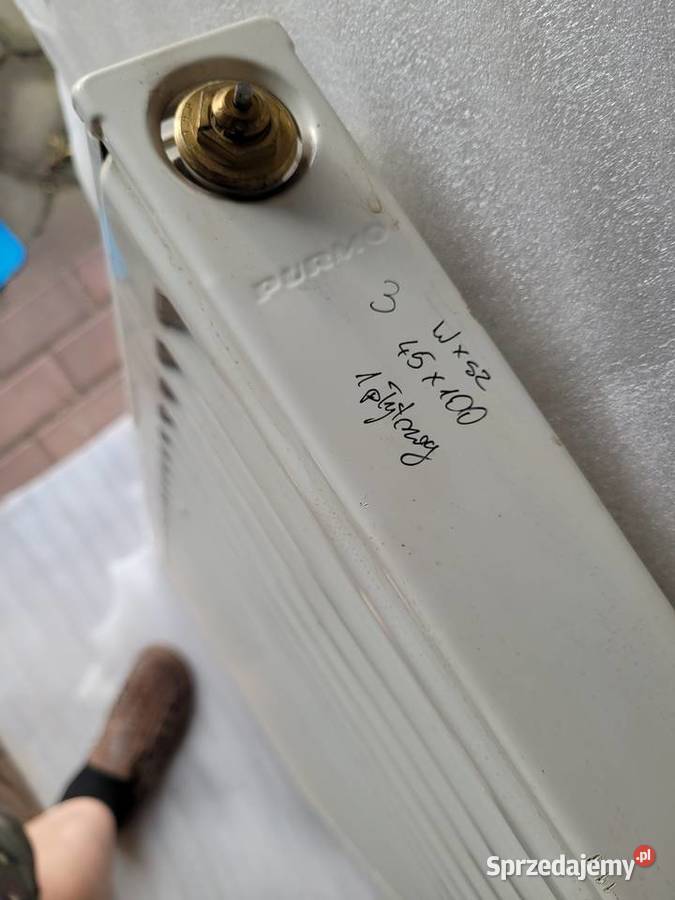 PURMO
3
W x sz
45 x 100
1 płytowy
Sprzedajemy.pl